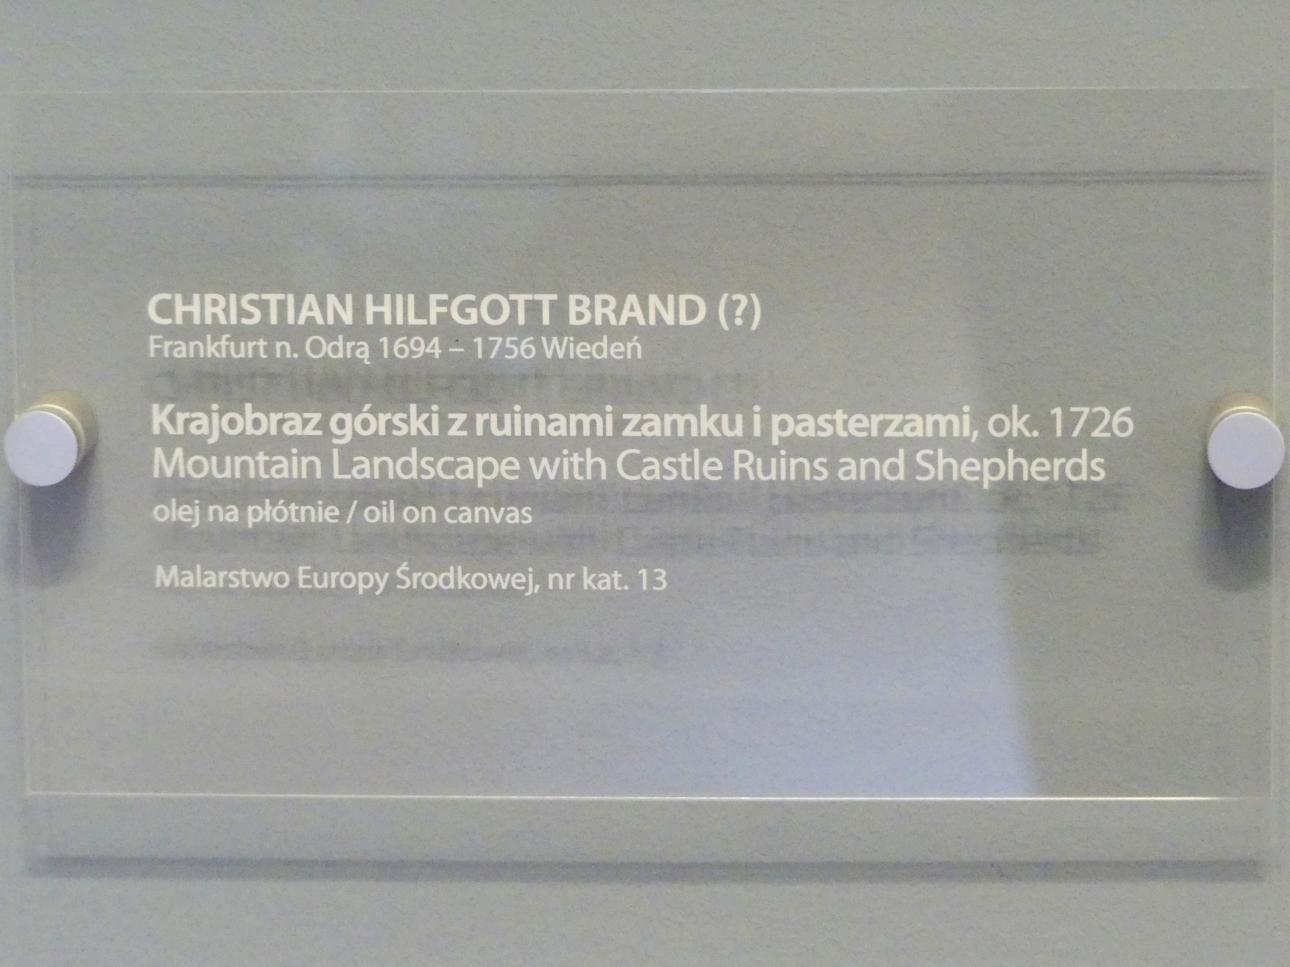 CHRISTIAN HILFGOTT BRAND (?)
Frankfurt n. Odrą 1694 – 1756 Wiedeń
Krajobraz górski z ruinami zamku i pasterzami, ok. 1726
Mountain Landscape with Castle Ruins and Shepherds
olej na płótnie / oil on canvas
Malarstwo Europy Środkowej, nr kat. 13